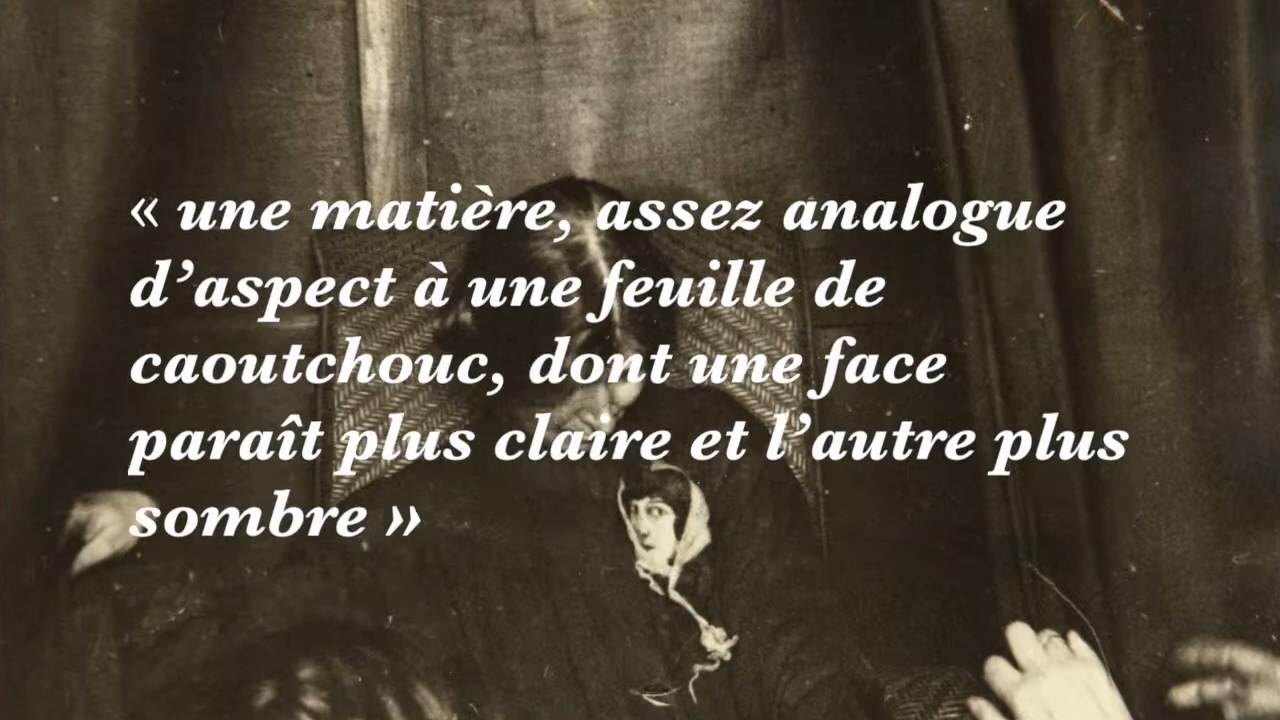 « une matière, assez analogue
d’aspect à une feuille de
caoutchouc, dont une face
paraît plus claire et l’autre plus
sombre »